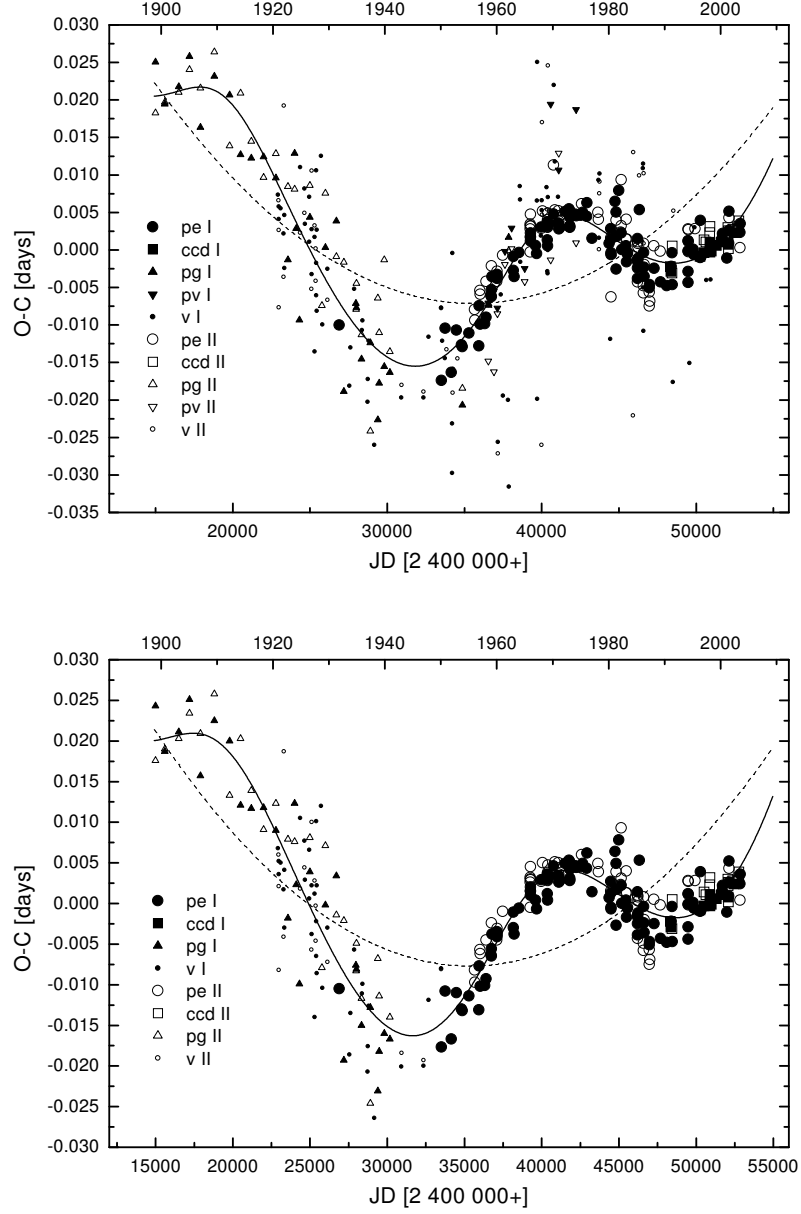 1900 1920 1940 1960 1980 2000
0.030
0.025
0.020
0.015
0.010
0.005
0.000
-0.005
-0.010
-0.015
-0.020
-0.025
-0.030
-0.035
O-C [days]
pe I
ccd I
pg I
pv I
v I
pe II
ccd II
pg II
pv II
v II
20000 30000 40000 50000
JD [2 400 000+]
1900 1920 1940 1960 1980 2000
0.030
0.025
0.020
0.015
0.010
0.005
0.000
-0.005
-0.010
-0.015
-0.020
-0.025
-0.030
O-C [days]
pe I
ccd I
pg I
v I
pe II
ccd II
pg II
v II
15000 20000 25000 30000 35000 40000 45000 50000 55000
JD [2 400 000+]